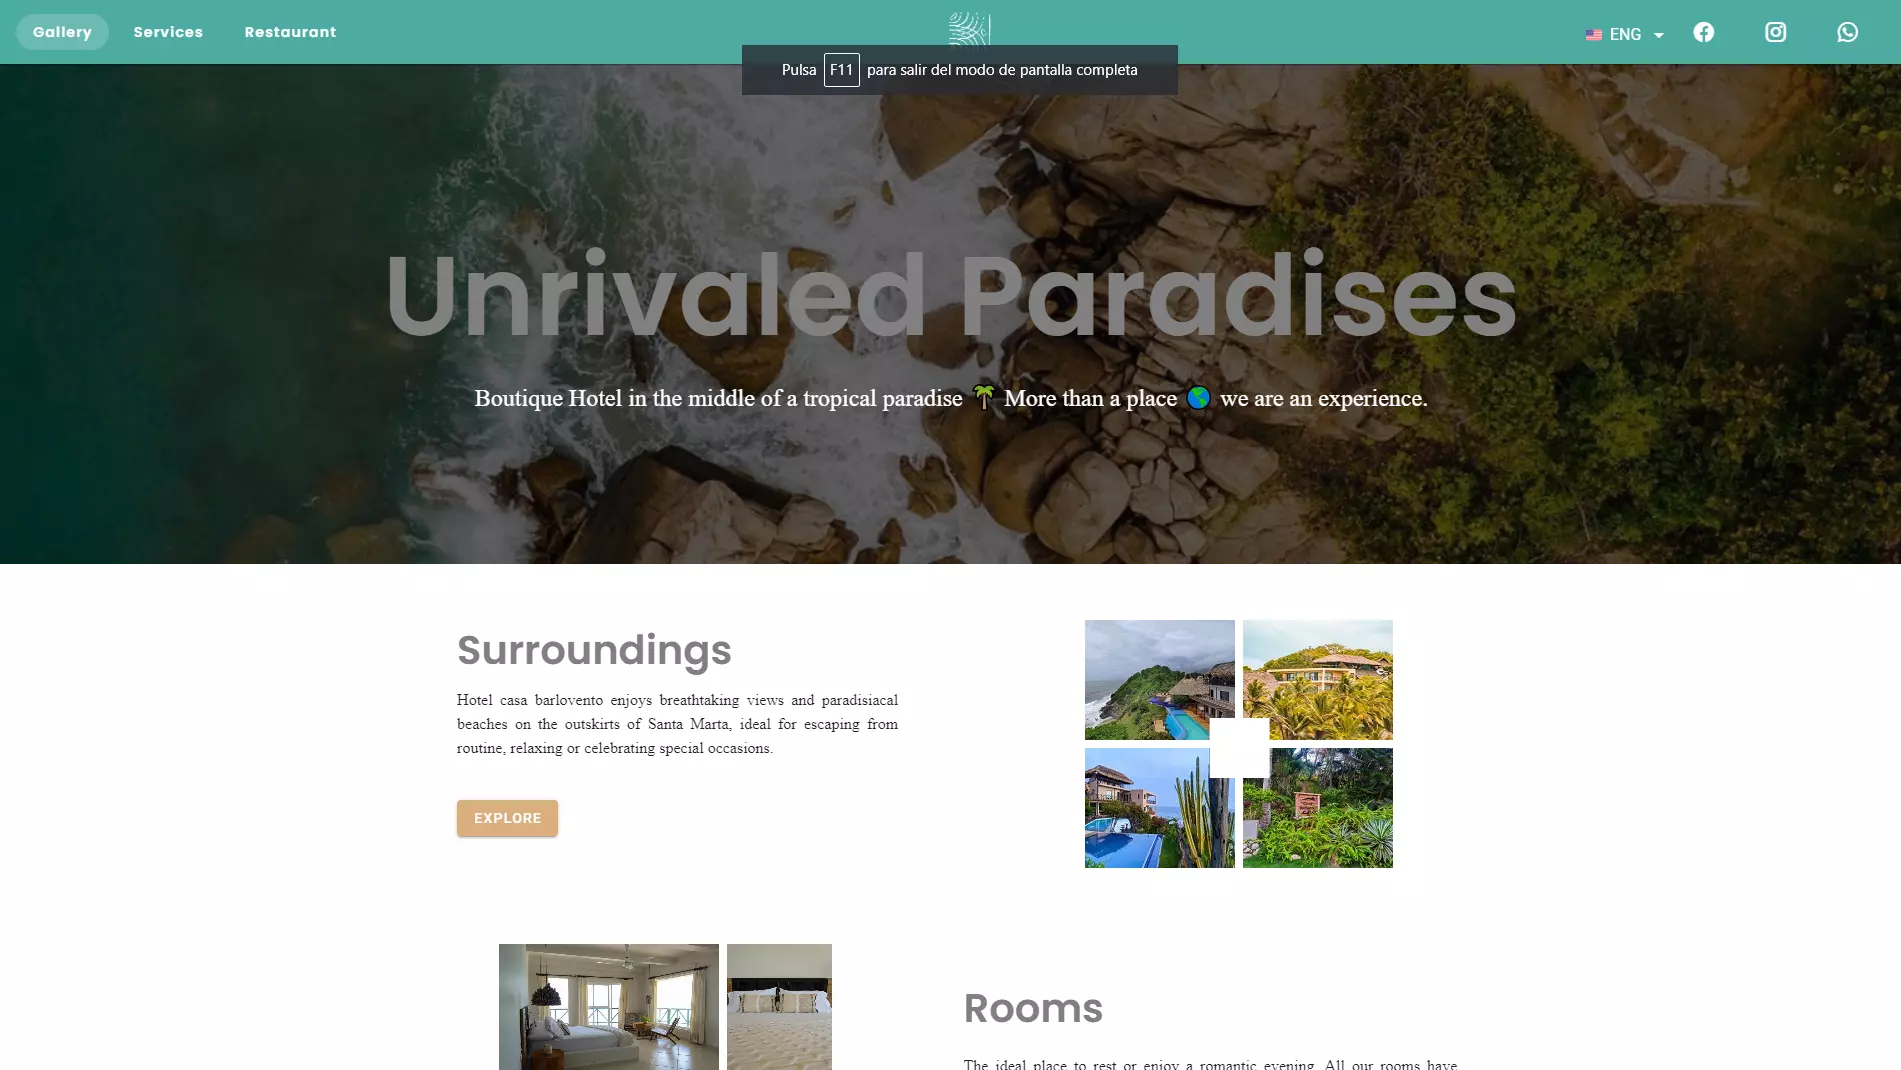 Gallery Services Restaurant ENG
Pulsa F11 para salir del modo de pantalla completa
Unrivaled Paradises
Boutique Hotel in the middle of a tropical paradise 🌴 More than a place 🌎 we are an experience.
Surroundings
Hotel casa barlovento enjoys breathtaking views and paradisiacal
beaches on the outskirts of Santa Marta, ideal for escaping from
routine, relaxing or celebrating special occasions.
EXPLORE
Rooms
The ideal place to rest or enjoy a romantic evening. All our rooms have